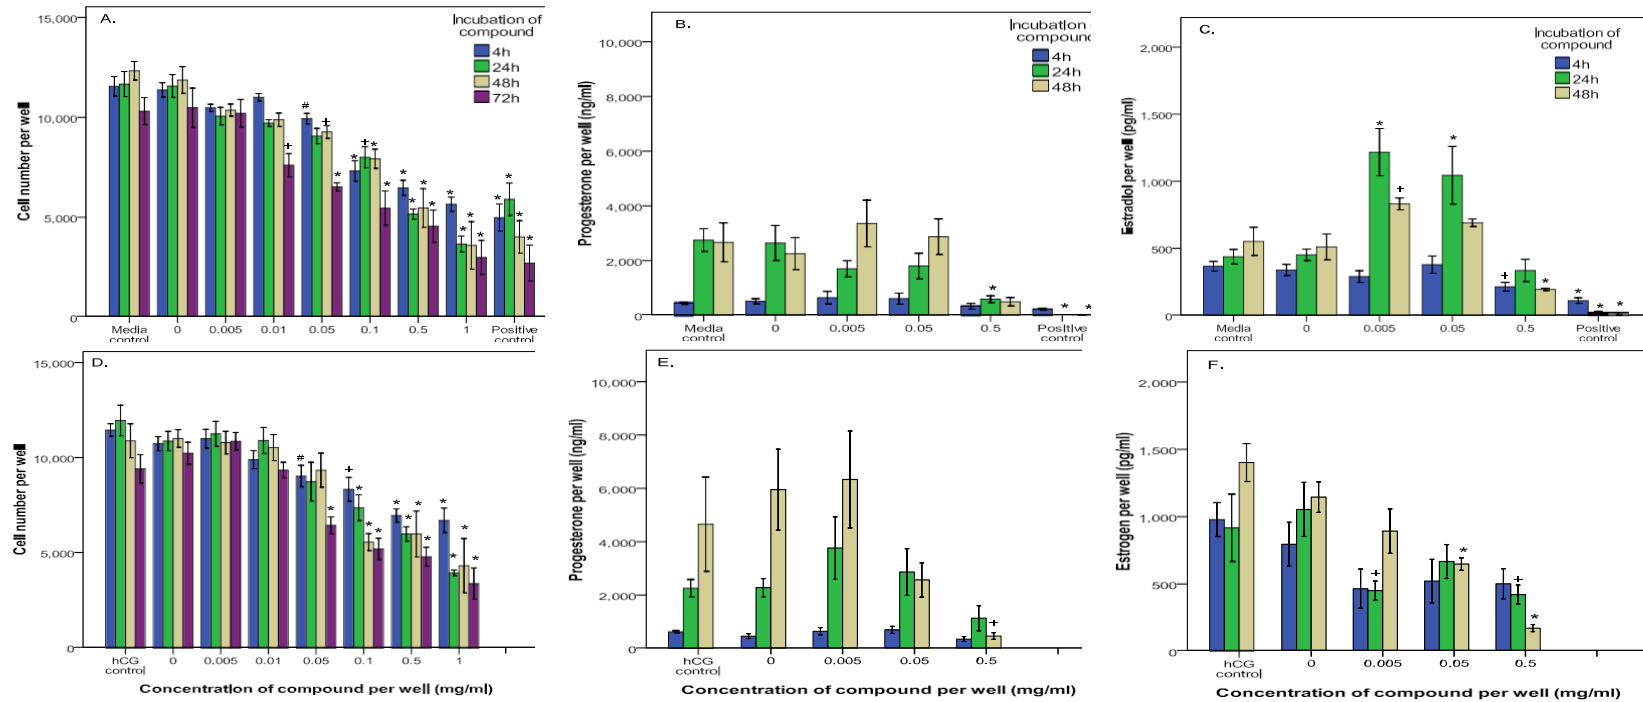 A.
Incubation of
compound
4h
24h
48h
72h
Cell number per well
15,000
10,000
5,000
0
# + + * * + * * * * * * * * * * * * *
Media
control
0
0.005
0.01
0.05
0.1
0.5
1
Positive
control
B.
Incubation
compound
4h
24h
48h
Progesterone per well (ng/ml)
10,000
8,000
6,000
4,000
2,000
0
* * *
Media
control
0
0.005
0.05
0.5
Positive
control
C.
Incubation of
compound
4h
24h
48h
Estradiol per well (pg/ml)
2,000
1,500
1,000
500
0
* + * + * * * *
Media
control
0
0.005
0.05
0.5
Positive
control
D.
Cell number per well
15,000
10,000
5,000
0
# * + * * * * * * * * * * *
hCG
control
0
0.005
0.01
0.05
0.1
0.5
1
Concentration of compound per well (mg/ml)
E.
Progesterone per well (ng/ml)
10,000
8,000
6,000
4,000
2,000
0
+
hCG
control
0
0.005
0.05
0.5
Concentration of compound per well (mg/ml)
F.
Estrogen per well (pg/ml)
2,000
1,500
1,000
500
0
+ * + *
hCG
control
0
0.005
0.05
0.5
Concentration of compound per well (mg/ml)